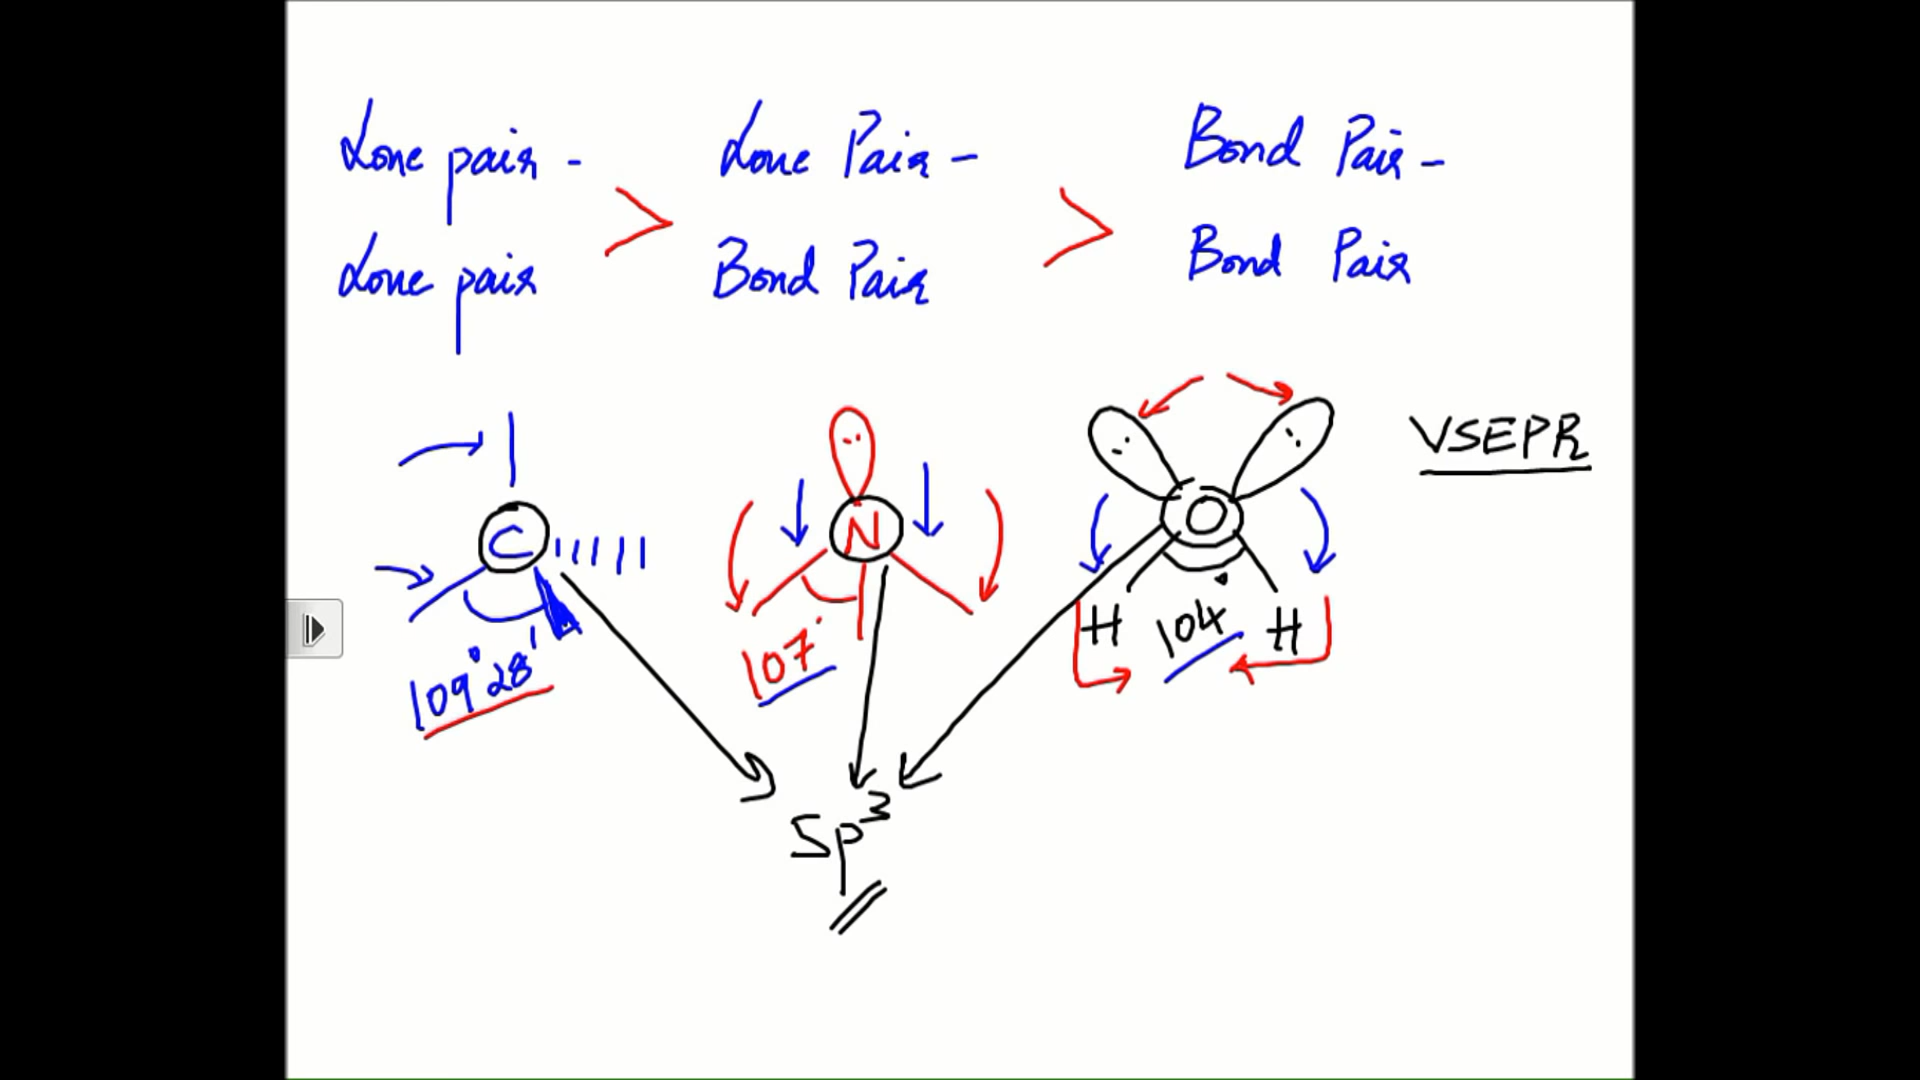 Lone pair - > Lone Pair - > Bond Pair -
Lone pair Bond Pair Bond Pair
VSEPR
C N O
109°28' 107° H 104° H
sp³